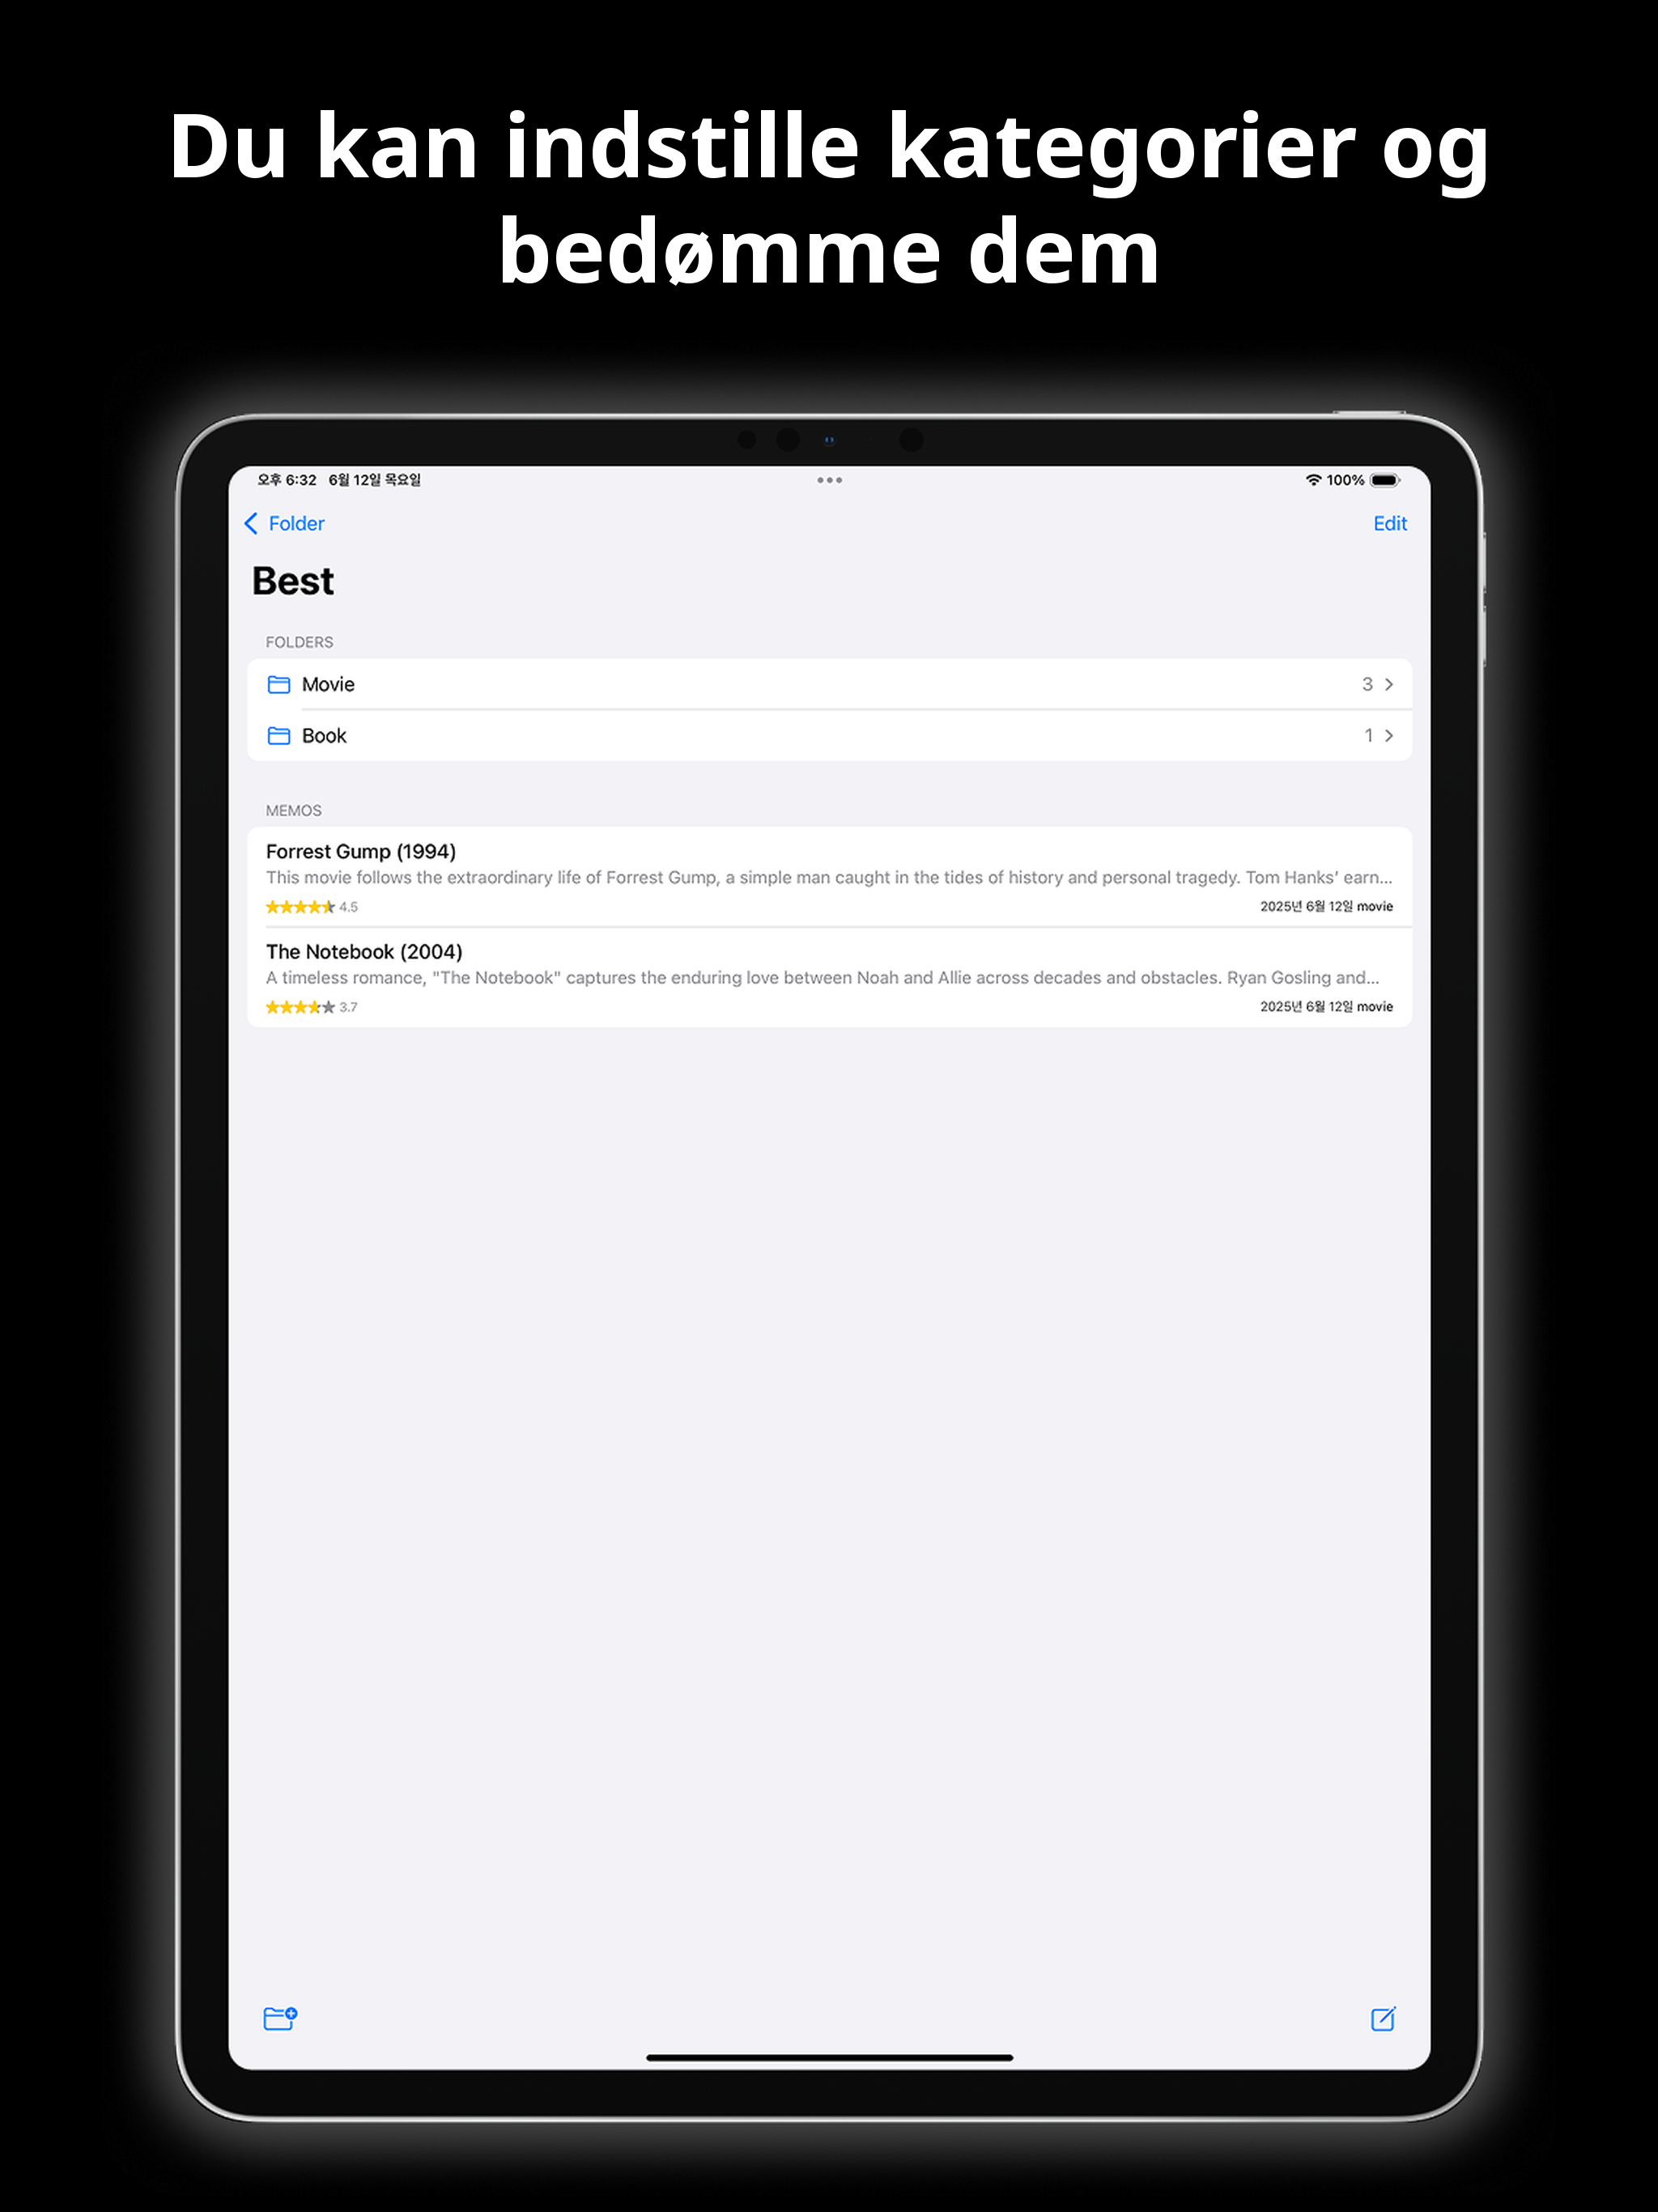 Du kan indstille kategorier og
bedømme dem
오후 6:32 6월 12일 목요일
100%
Folder
Edit
Best
FOLDERS
Movie 3
Book 1
MEMOS
Forrest Gump (1994)
This movie follows the extraordinary life of Forrest Gump, a simple man caught in the tides of history and personal tragedy. Tom Hanks' earn...
4.5 2025년 6월 12일 movie
The Notebook (2004)
A timeless romance, "The Notebook" captures the enduring love between Noah and Allie across decades and obstacles. Ryan Gosling and...
3.7 2025년 6월 12일 movie